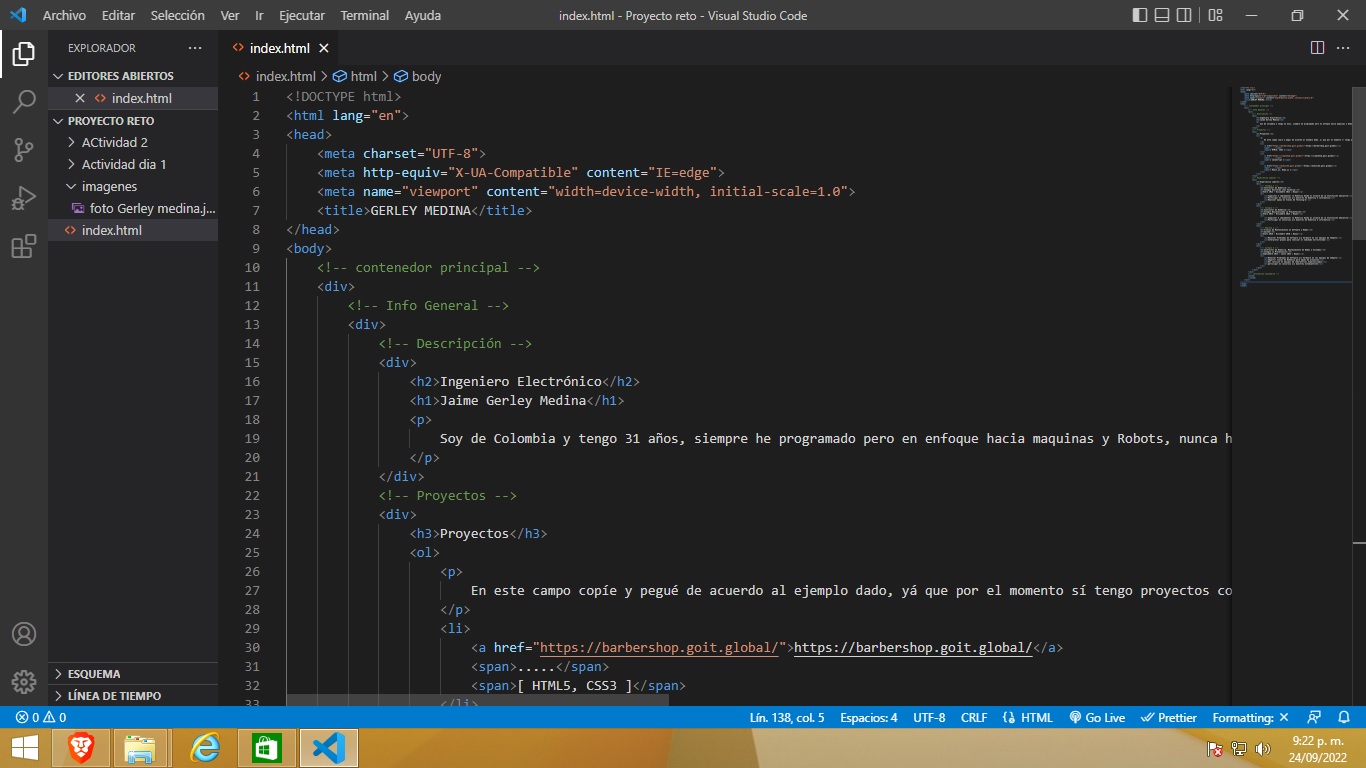 Archivo Editar Selección Ver Ir Ejecutar Terminal Ayuda
index.html - Proyecto reto - Visual Studio Code
EXPLORADOR
EDITORES ABIERTOS
index.html
PROYECTO RETO
ACtividad 2
Actividad dia 1
imagenes
foto Gerley medina.j...
index.html
ESQUEMA
LÍNEA DE TIEMPO
index.html
index.html > html > body
1 <!DOCTYPE html>
2 <html lang="en">
3 <head>
4 <meta charset="UTF-8">
5 <meta http-equiv="X-UA-Compatible" content="IE=edge">
6 <meta name="viewport" content="width=device-width, initial-scale=1.0">
7 <title>GERLEY MEDINA</title>
8 </head>
9 <body>
10 <!-- contenedor principal -->
11 <div>
12 <!-- Info General -->
13 <div>
14 <!-- Descripción -->
15 <div>
16 <h2>Ingeniero Electrónico</h2>
17 <h1>Jaime Gerley Medina</h1>
18 <p>
19 Soy de Colombia y tengo 31 años, siempre he programado pero en enfoque hacia maquinas y Robots, nunca h
20 </p>
21 </div>
22 <!-- Proyectos -->
23 <div>
24 <h3>Proyectos</h3>
25 <ol>
26 <p>
27 En este campo copíe y pegué de acuerdo al ejemplo dado, yá que por el momento sí tengo proyectos co
28 </p>
29 <li>
30 <a href="https://barbershop.goit.global/">https://barbershop.goit.global/</a>
31 <span>.....</span>
32 <span>[ HTML5, CSS3 ]</span>
33 </li>
0 0
Lín. 138, col. 5 Espacios: 4 UTF-8 CRLF HTML Go Live Prettier Formatting: ×
9:22 p. m.
24/09/2022